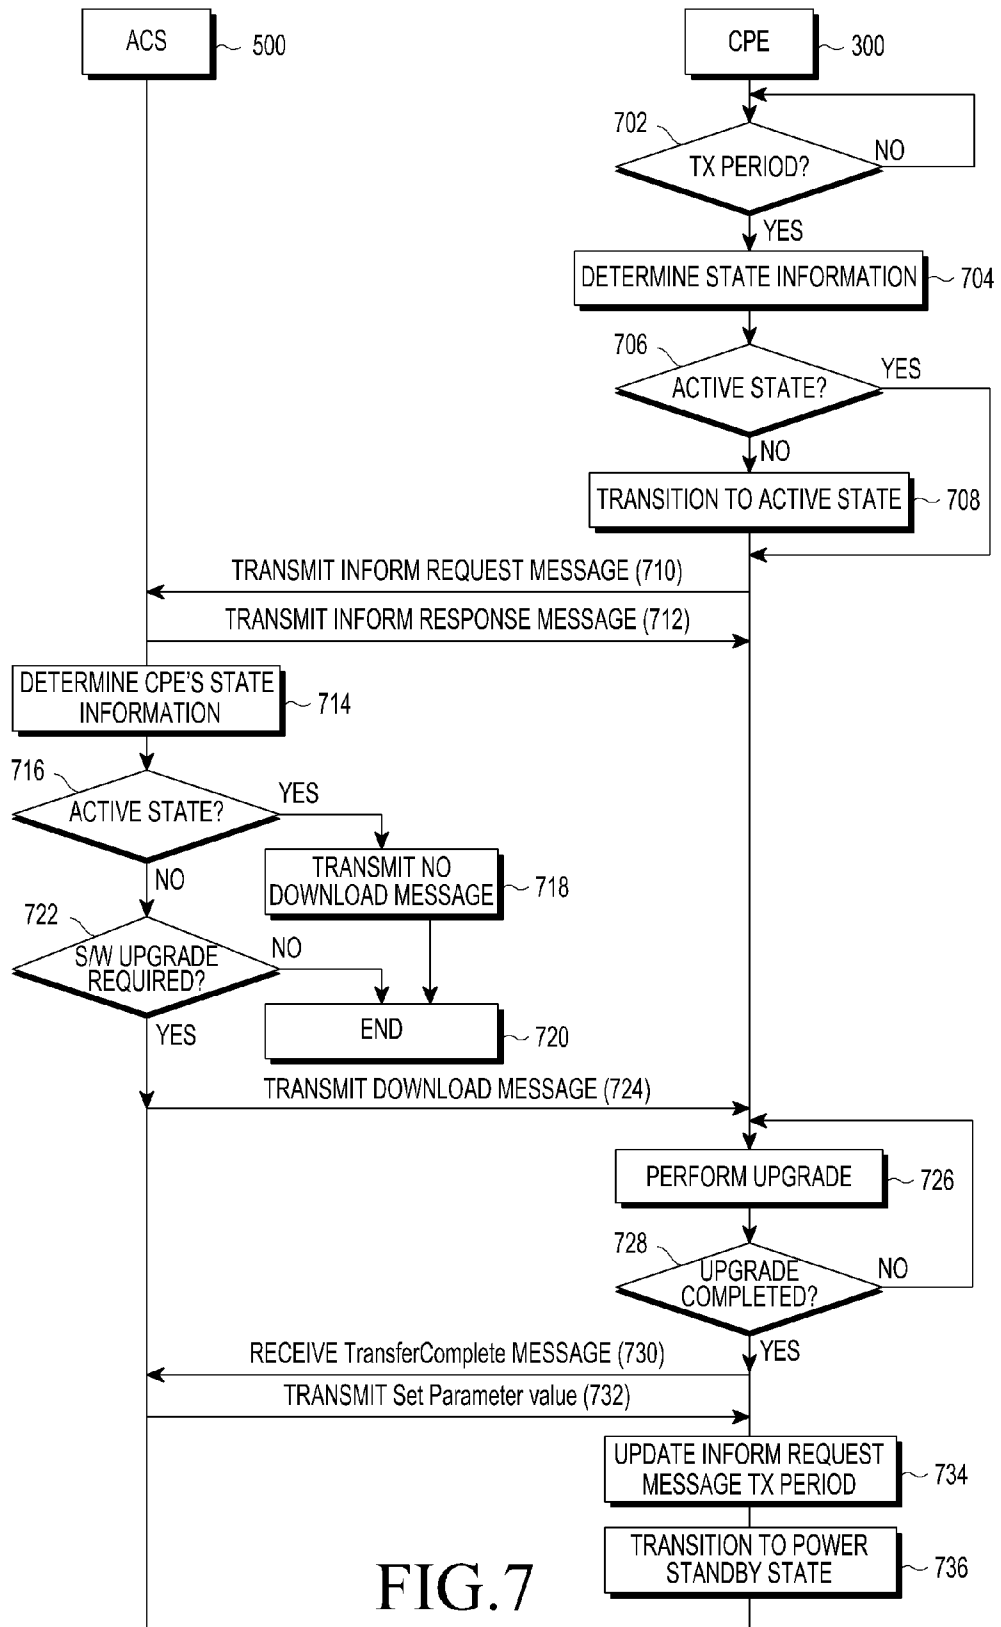 ACS
500
CPE
300
702
TX PERIOD?
NO
YES
DETERMINE STATE INFORMATION
704
706
ACTIVE STATE?
YES
NO
TRANSITION TO ACTIVE STATE
708
TRANSMIT INFORM REQUEST MESSAGE (710)
TRANSMIT INFORM RESPONSE MESSAGE (712)
DETERMINE CPE'S STATE
INFORMATION
714
716
ACTIVE STATE?
YES
NO
TRANSMIT NO
DOWNLOAD MESSAGE
718
722
S/W UPGRADE
REQUIRED?
NO
YES
END
720
TRANSMIT DOWNLOAD MESSAGE (724)
PERFORM UPGRADE
726
728
UPGRADE
COMPLETED?
NO
YES
RECEIVE TransferComplete MESSAGE (730)
TRANSMIT Set Parameter value (732)
UPDATE INFORM REQUEST
MESSAGE TX PERIOD
734
TRANSITION TO POWER
STANDBY STATE
736
FIG.7